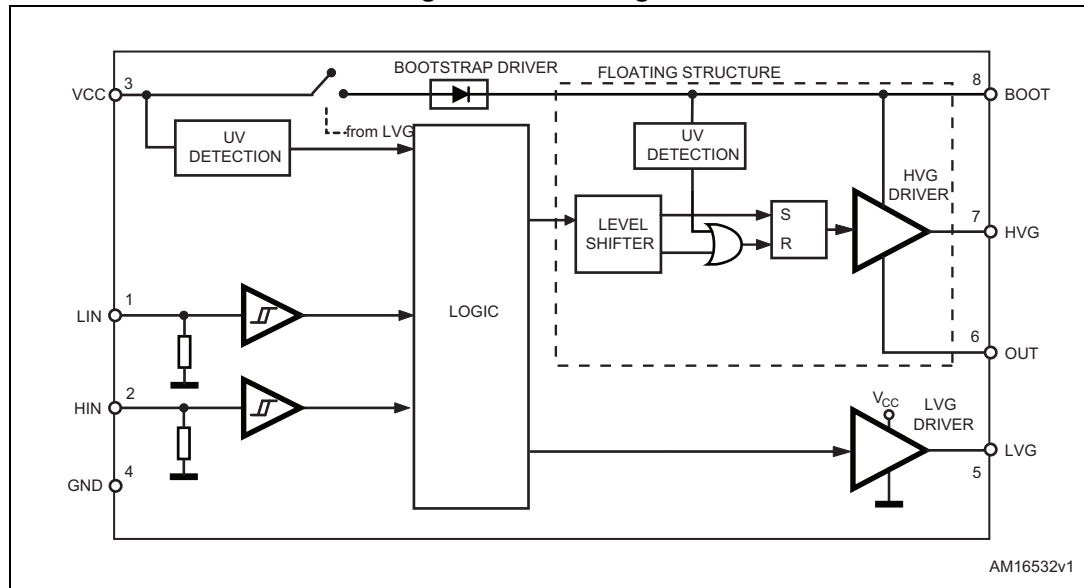 3
VCC
BOOTSTRAP DRIVER
FLOATING STRUCTURE
8
BOOT
from LVG
UV
DETECTION
UV
DETECTION
HVG
DRIVER
7
HVG
LEVEL
SHIFTER
S
R
LOGIC
1
LIN
6
OUT
2
HIN
VCC
LVG
DRIVER
LVG
5
4
GND
AM16532v1